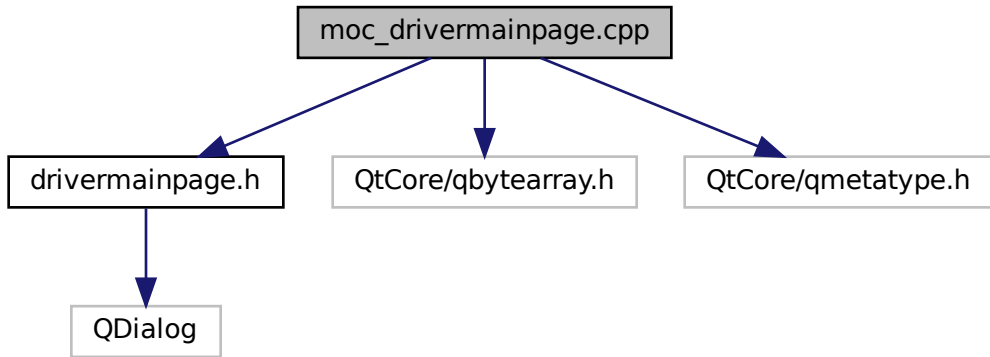 moc_drivermainpage.cpp
drivermainpage.h
QtCore/qbytearray.h
QtCore/qmetatype.h
QDialog